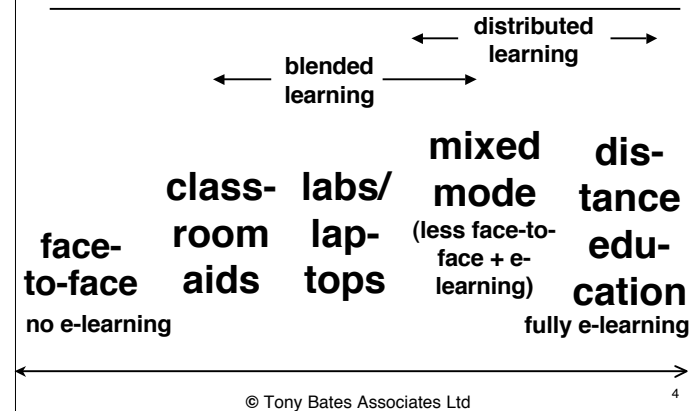 distributed
learning
blended
learning
face-
to-face
no e-learning
class-
room
aids
labs/
lap-
tops
mixed
mode
(less face-to-
face + e-
learning)
dis-
tance
edu-
cation
fully e-learning
© Tony Bates Associates Ltd
4